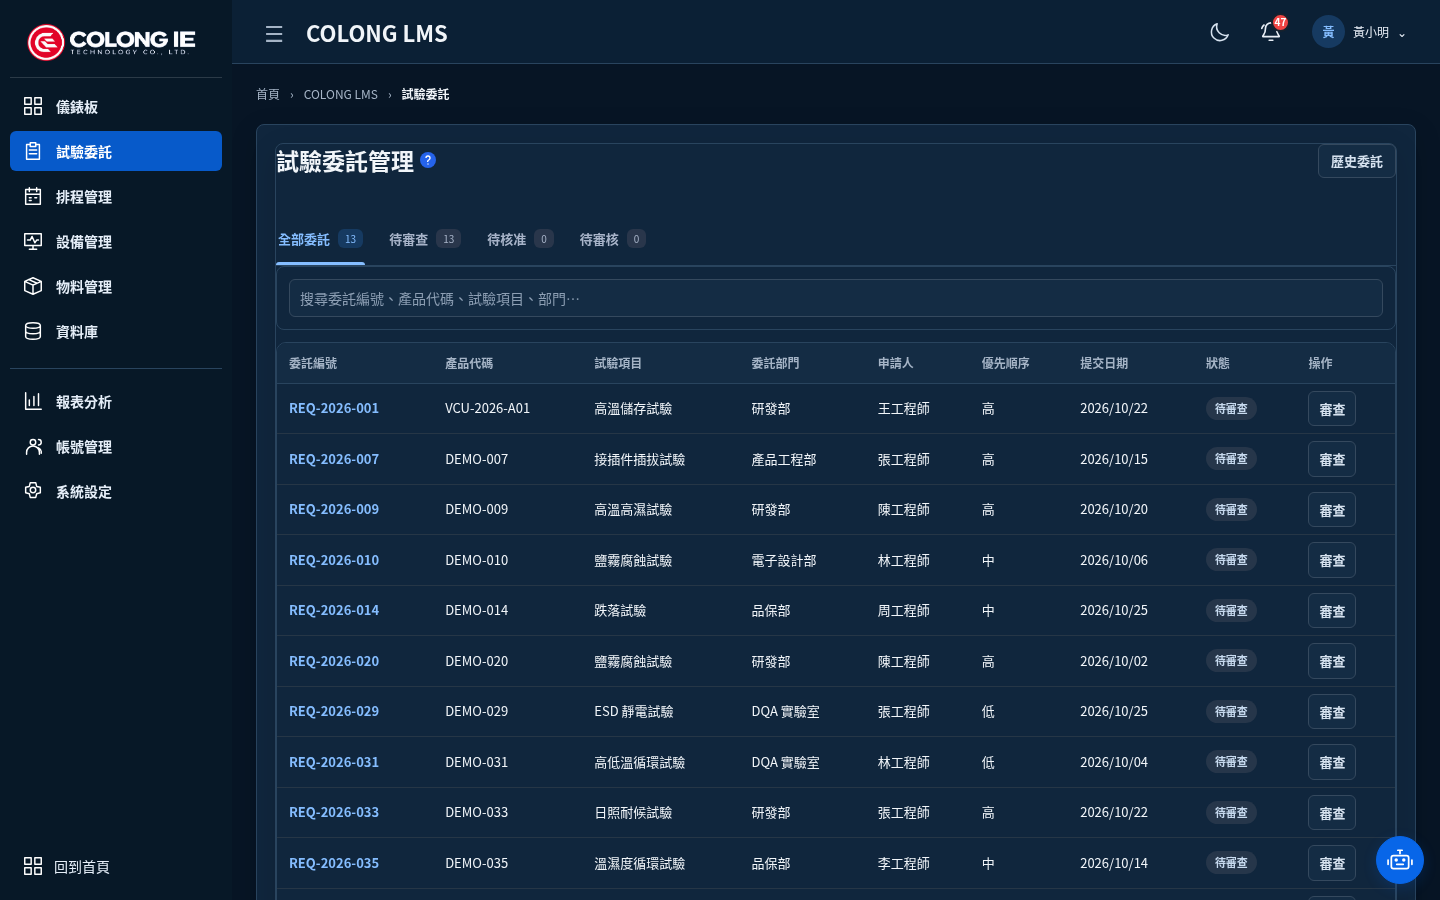 COLONG IE
TECHNOLOGY CO., LTD.
儀錶板
試驗委託
排程管理
設備管理
物料管理
資料庫
報表分析
帳號管理
系統設定
回到首頁
COLONG LMS
47
黃 黃小明
首頁 › COLONG LMS › 試驗委託
試驗委託管理 ?
歷史委託
全部委託 13 待審查 13 待核准 0 待審核 0
搜尋委託編號、產品代碼、試驗項目、部門…
委託編號 產品代碼 試驗項目 委託部門 申請人 優先順序 提交日期 狀態 操作
REQ-2026-001 VCU-2026-A01 高溫儲存試驗 研發部 王工程師 高 2026/10/22 待審查 審查
REQ-2026-007 DEMO-007 接插件插拔試驗 產品工程部 張工程師 高 2026/10/15 待審查 審查
REQ-2026-009 DEMO-009 高溫高濕試驗 研發部 陳工程師 高 2026/10/20 待審查 審查
REQ-2026-010 DEMO-010 鹽霧腐蝕試驗 電子設計部 林工程師 中 2026/10/06 待審查 審查
REQ-2026-014 DEMO-014 跌落試驗 品保部 周工程師 中 2026/10/25 待審查 審查
REQ-2026-020 DEMO-020 鹽霧腐蝕試驗 研發部 陳工程師 高 2026/10/02 待審查 審查
REQ-2026-029 DEMO-029 ESD 靜電試驗 DQA 實驗室 張工程師 低 2026/10/25 待審查 審查
REQ-2026-031 DEMO-031 高低溫循環試驗 DQA 實驗室 林工程師 低 2026/10/04 待審查 審查
REQ-2026-033 DEMO-033 日照耐候試驗 研發部 張工程師 高 2026/10/22 待審查 審查
REQ-2026-035 DEMO-035 溫濕度循環試驗 品保部 李工程師 中 2026/10/14 待審查 審查